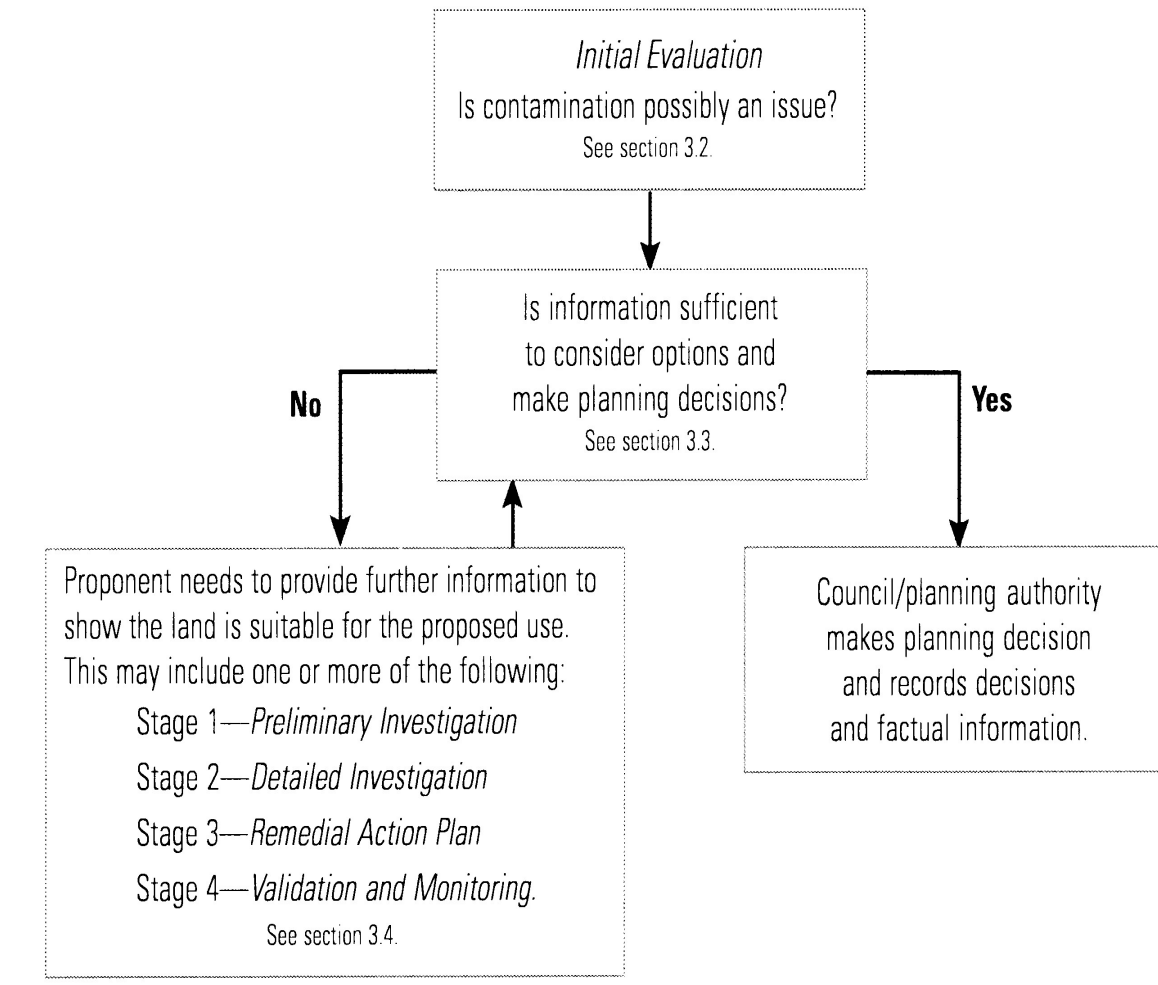 Initial Evaluation
Is contamination possibly an issue?
See section 3.2.
Is information sufficient
to consider options and
make planning decisions?
See section 3.3.
No
Yes
Proponent needs to provide further information to
show the land is suitable for the proposed use.
This may include one or more of the following:
Stage 1—Preliminary Investigation
Stage 2—Detailed Investigation
Stage 3—Remedial Action Plan
Stage 4—Validation and Monitoring.
See section 3.4.
Council/planning authority
makes planning decision
and records decisions
and factual information.